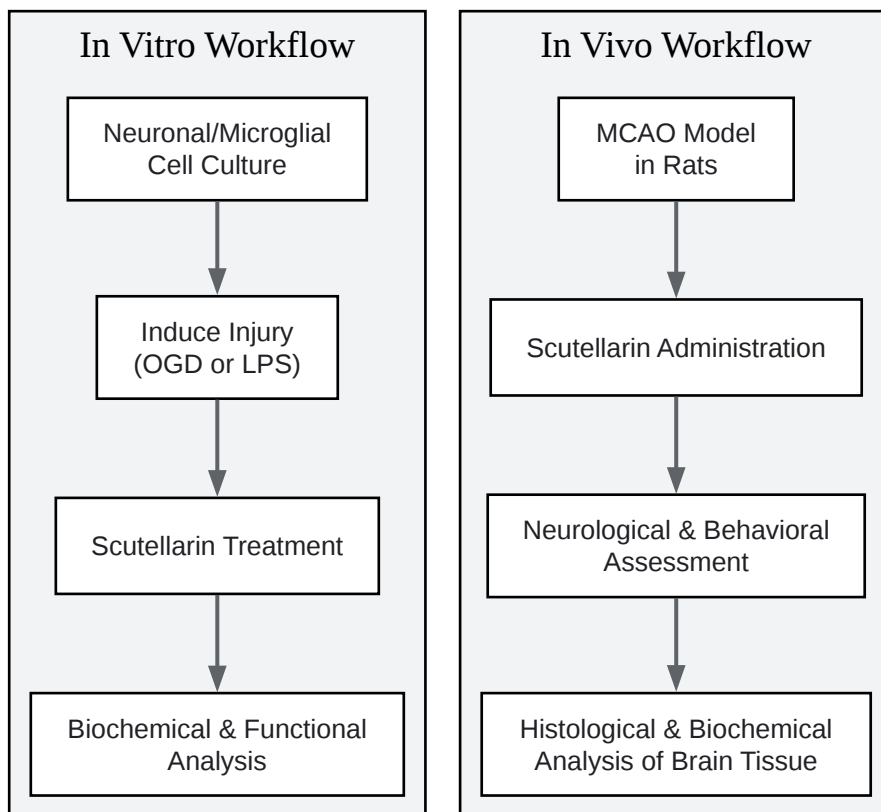 In Vitro Workflow
Neuronal/Microglial
Cell Culture
Induce Injury
(OGD or LPS)
Scutellarin Treatment
Biochemical & Functional
Analysis
In Vivo Workflow
MCAO Model
in Rats
Scutellarin Administration
Neurological & Behavioral
Assessment
Histological & Biochemical
Analysis of Brain Tissue